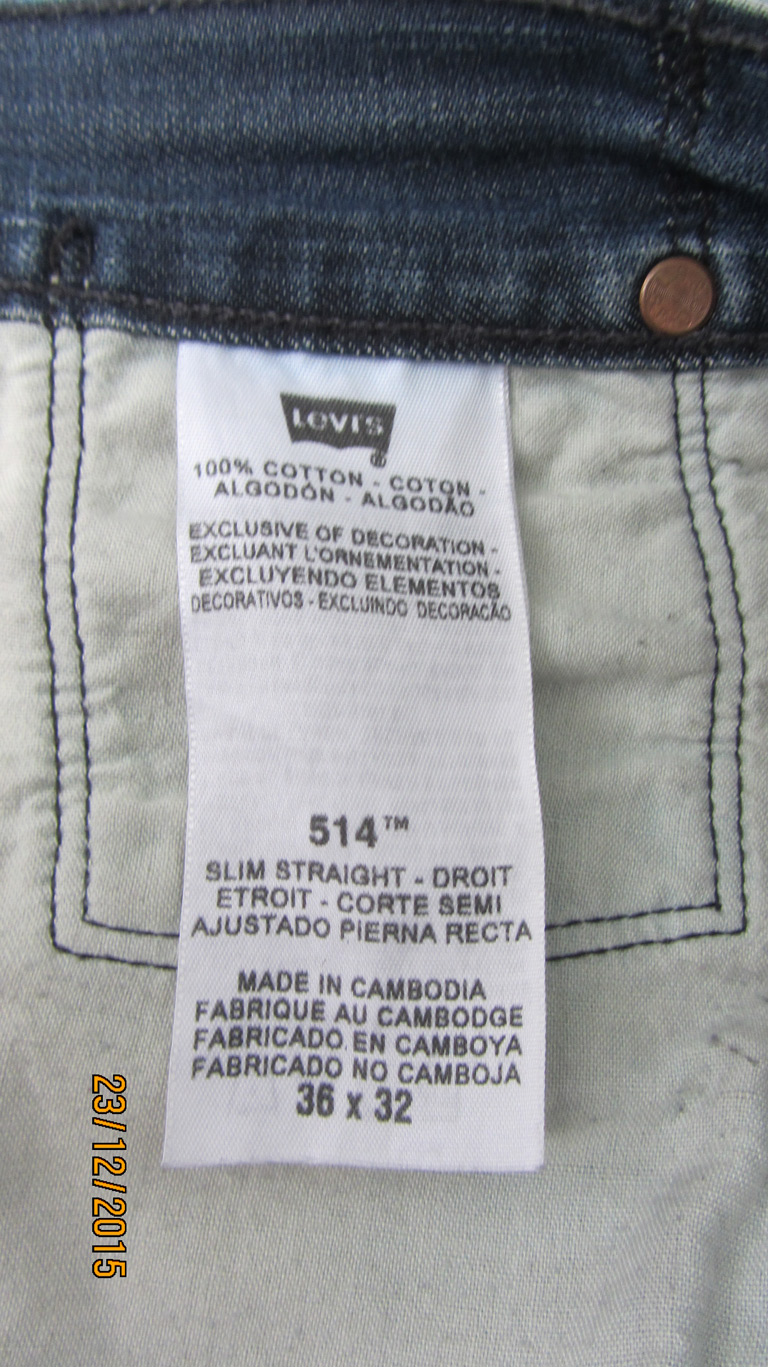 Levi's
100% COTTON - COTON -
ALGODÓN - ALGODÃO
EXCLUSIVE OF DECORATION -
EXCLUANT L'ORNEMENTATION -
EXCLUYENDO ELEMENTOS
DECORATIVOS - EXCLUINDO DECORACÃO
514™
SLIM STRAIGHT - DROIT
ETROIT - CORTE SEMI
AJUSTADO PIERNA RECTA
MADE IN CAMBODIA
FABRIQUE AU CAMBODGE
FABRICADO EN CAMBOYA
FABRICADO NO CAMBOJA
36 x 32
23/12/2015